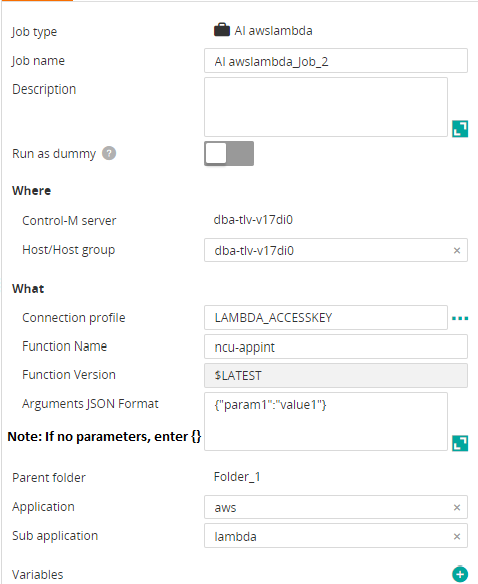 Job type AI awslambda
Job name AI awslambda_Job_2
Description
Run as dummy ?
Where
Control-M server dba-tlv-v17di0
Host/Host group dba-tlv-v17di0 ×
What
Connection profile LAMBDA_ACCESSKEY
Function Name ncu-appint
Function Version $LATEST
Arguments JSON Format {"param1":"value1"}
Note: If no parameters, enter {}
Parent folder Folder_1
Application aws ×
Sub application lambda ×
Variables